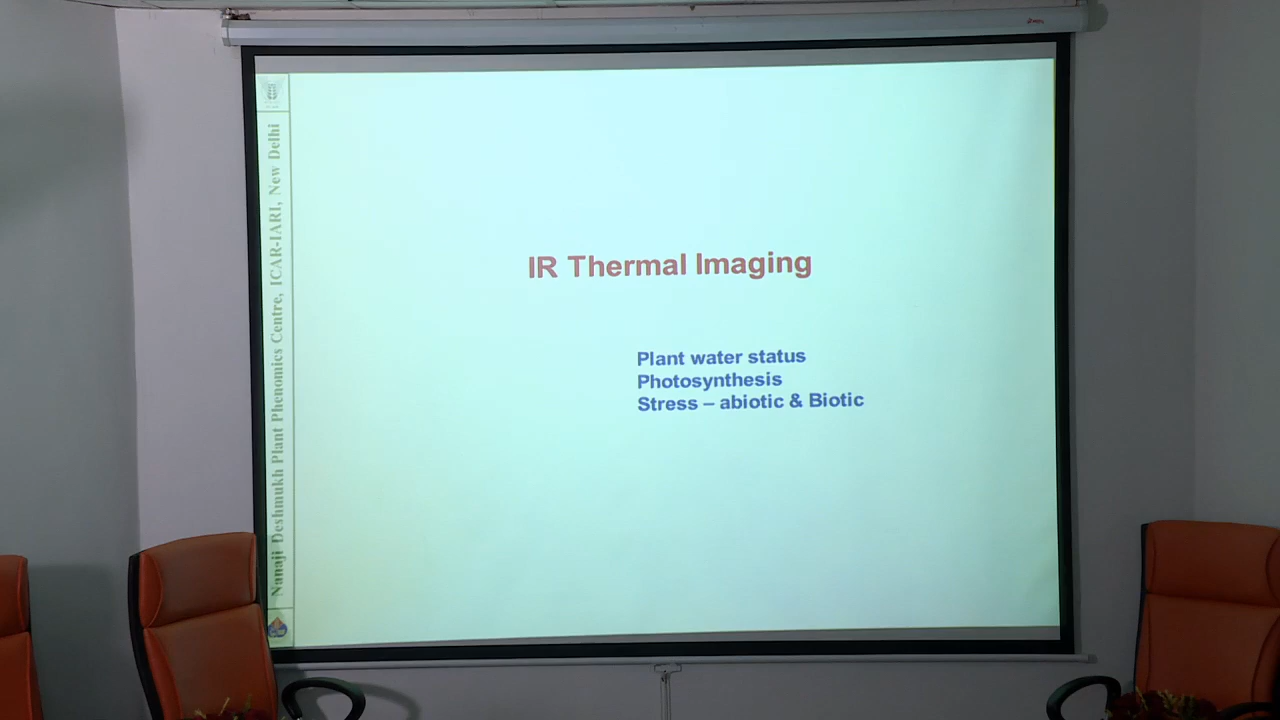 Nanaji Deshmukh Plant Phenomics Centre, ICAR-IARI, New Delhi
IR Thermal Imaging
Plant water status
Photosynthesis
Stress – abiotic & Biotic